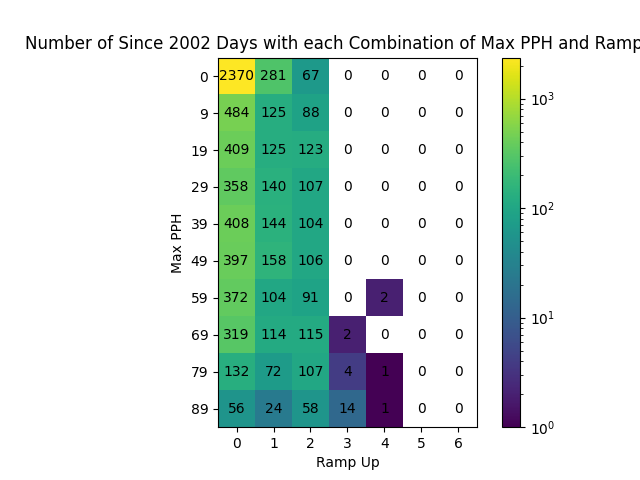 Number of Since 2002 Days with each Combination of Max PPH and Ramp
0 2370 281 67 0 0 0 0
9 484 125 88 0 0 0 0
19 409 125 123 0 0 0 0
29 358 140 107 0 0 0 0
39 408 144 104 0 0 0 0
49 397 158 106 0 0 0 0
59 372 104 91 0 2 0 0
69 319 114 115 2 0 0 0
79 132 72 107 4 1 0 0
89 56 24 58 14 1 0 0
0 1 2 3 4 5 6
Ramp Up
Max PPH
10³
10²
10¹
10⁰